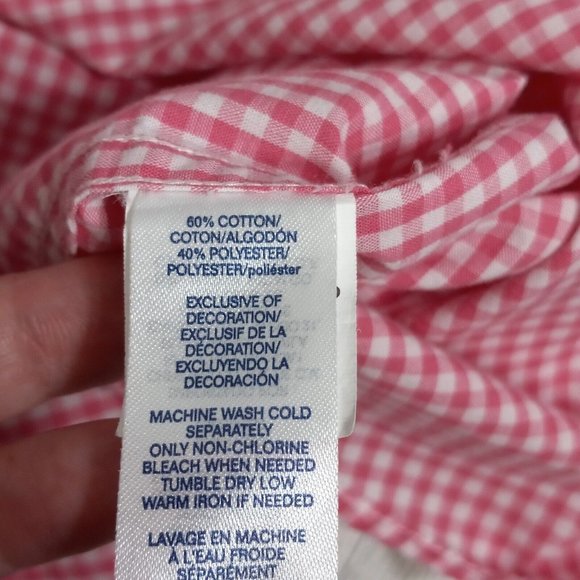 60% COTTON/
COTON/ALGODÓN
40% POLYESTER/
POLYESTER/poliéster
EXCLUSIVE OF
DECORATION/
EXCLUSIF DE LA
DÉCORATION/
EXCLUYENDO LA
DECORACIÓN
MACHINE WASH COLD
SEPARATELY
ONLY NON-CHLORINE
BLEACH WHEN NEEDED
TUMBLE DRY LOW
WARM IRON IF NEEDED
LAVAGE EN MACHINE
À L'EAU FROIDE
SÉPAREMENT